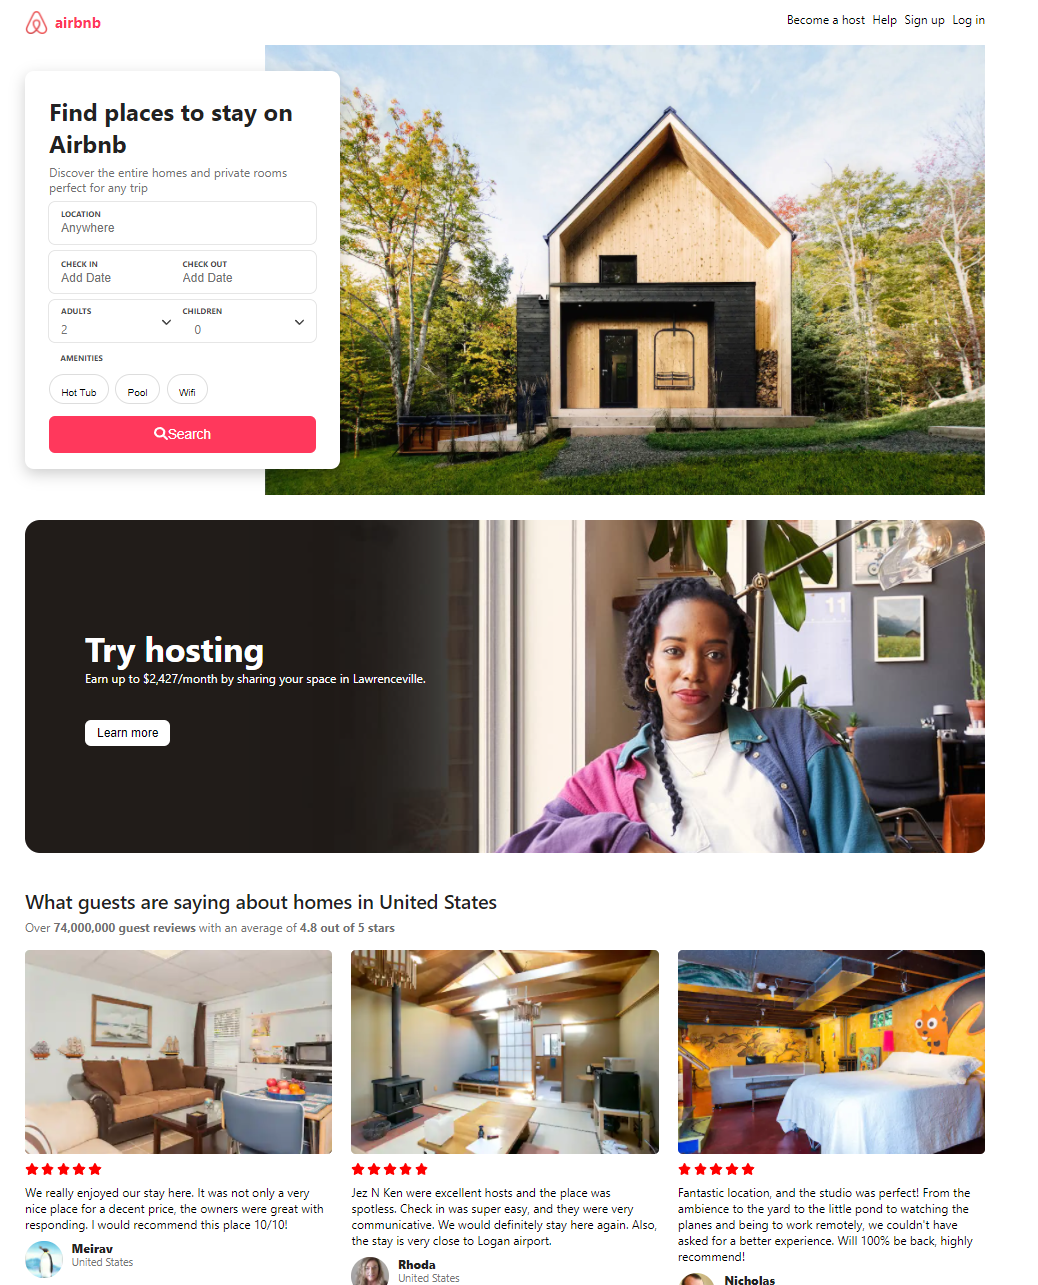 airbnb
Become a host Help Sign up Log in
Find places to stay on
Airbnb
Discover the entire homes and private rooms
perfect for any trip
LOCATION
Anywhere
CHECK IN CHECK OUT
Add Date Add Date
ADULTS CHILDREN
2 0
AMENITIES
Hot Tub Pool Wifi
Search
11
Try hosting
Earn up to $2,427/month by sharing your space in Lawrenceville.
Learn more
What guests are saying about homes in United States
Over 74,000,000 guest reviews with an average of 4.8 out of 5 stars
We really enjoyed our stay here. It was not only a very
nice place for a decent price, the owners were great with
responding. I would recommend this place 10/10!
Meirav
United States
Jez N Ken were excellent hosts and the place was
spotless. Check in was super easy, and they were very
communicative. We would definitely stay here again. Also,
the stay is very close to Logan airport.
Rhoda
United States
Fantastic location, and the studio was perfect! From the
ambience to the yard to the little pond to watching the
planes and being to work remotely, we couldn't have
asked for a better experience. Will 100% be back, highly
recommend!
Nicholas